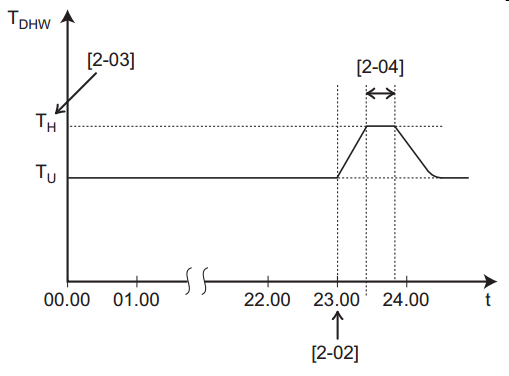 T_DHW
[2-03]
[2-04]
T_H
T_U
00.00 01.00 22.00 23.00 24.00 t
[2-02]